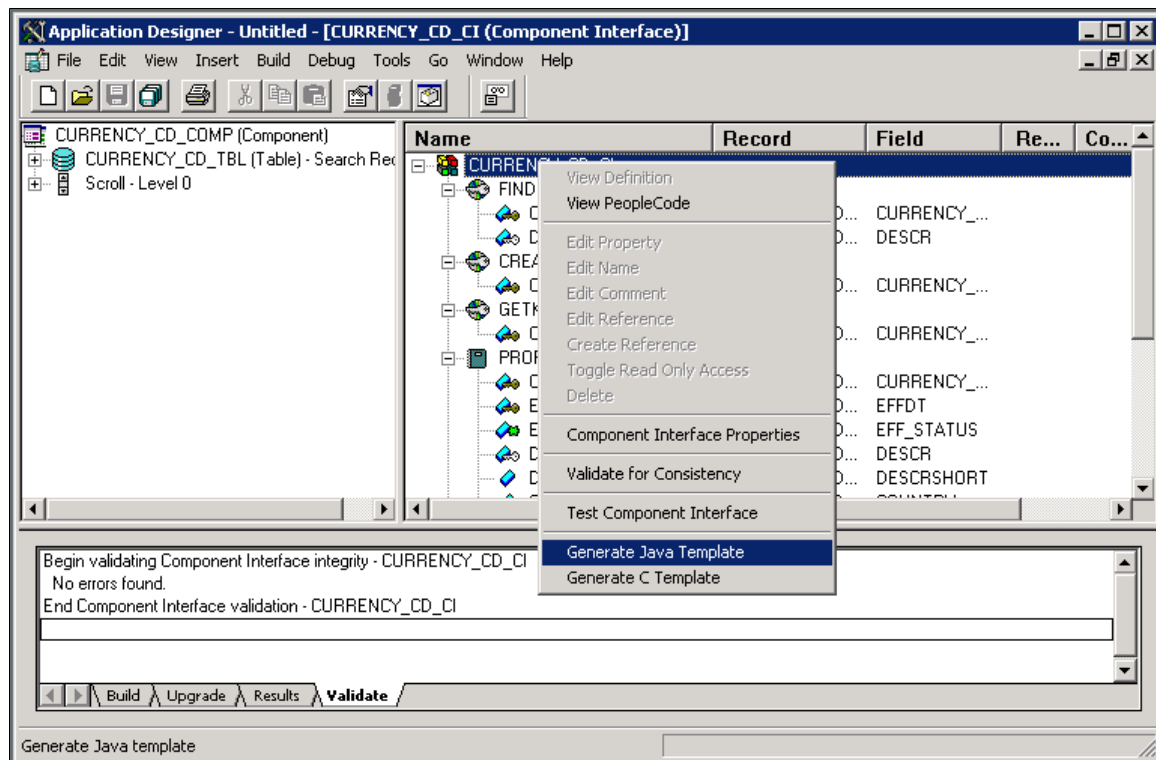 Application Designer - Untitled - [CURRENCY_CD_CI (Component Interface)]
File Edit View Insert Build Debug Tools Go Window Help
CURRENCY_CD_COMP (Component)
CURRENCY_CD_TBL (Table) - Search Rec
Scroll - Level 0
Name Record Field Re... Co...
CURRENCY_CD_CI
FIND
C D... CURRENCY_...
D D... DESCR
CREA
C D... CURRENCY_...
GETK
C D... CURRENCY_...
PROP
C D... CURRENCY_...
E D... EFFDT
E D... EFF_STATUS
D D... DESCR
D D... DESCRSHORT
COUNTRY
View Definition
View PeopleCode
Edit Property
Edit Name
Edit Comment
Edit Reference
Create Reference
Toggle Read Only Access
Delete
Component Interface Properties
Validate for Consistency
Test Component Interface
Generate Java Template
Generate C Template
Begin validating Component Interface integrity - CURRENCY_CD_CI
No errors found.
End Component Interface validation - CURRENCY_CD_CI
Build Upgrade Results Validate
Generate Java template